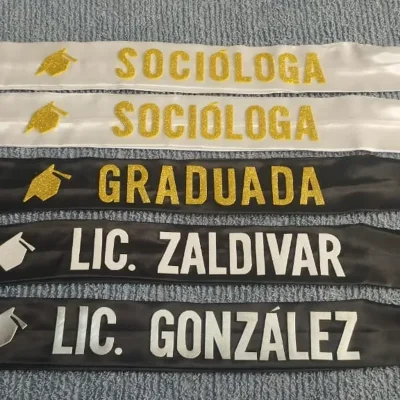 SOCIÓLOGA
SOCIÓLOGA
GRADUADA
LIC. ZALDIVAR
LIC. GONZÁLEZ